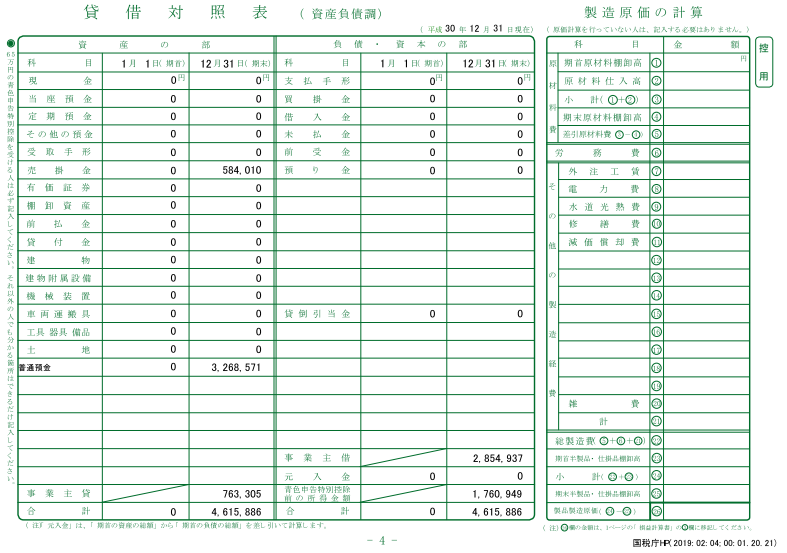 貸借対照表 (資産負債調)
製造原価の計算
(平成 30 年 12 月 31 日現在)
(原価計算を行っていない人は、記入する必要はありません。)
控用
65万円の青色申告特別控除を受ける人は必ず記入してください。それ以外の人でも分かる箇所はできるだけ記入してください。
資産の部 負債・資本の部
科目 1月 1日(期首) 12月31日(期末) 科目 1月 1日(期首) 12月31日(期末)
現金 0円 0円 支払手形 0円 0円
当座預金 0 0 買掛金 0 0
定期預金 0 0 借入金 0 0
その他の預金 0 0 未払金 0 0
受取手形 0 0 前受金 0 0
売掛金 0 584,010 預り金 0 0
有価証券 0 0
棚卸資産 0 0
前払金 0 0
貸付金 0 0
建物 0 0
建物附属設備 0 0
機械装置 0 0
車両運搬具 0 0 貸倒引当金 0 0
工具器具備品 0 0
土地 0 0
普通預金 0 3,268,571
事業主借 2,854,937
元入金 0 0
事業主貸 763,305 青色申告特別控除前の所得金額 1,760,949
合計 0 4,615,886 合計 0 4,615,886
(注)「元入金」は、「期首の資産の総額」から「期首の負債の総額」を差し引いて計算します。
科目 金額
原材料費
期首原材料棚卸高 ① 円
原材料仕入高 ②
小計(①+②) ③
期末原材料棚卸高 ④
差引原材料費(③-④) ⑤
労務費 ⑥
その他の製造経費
外注工賃 ⑦
電力費 ⑧
水道光熱費 ⑨
修繕費 ⑩
減価償却費 ⑪
⑫
⑬
⑭
⑮
⑯
⑰
⑱
⑲
雑費 ⑳
計 ㉑
総製造費(⑤+⑥+㉑) ㉒
期首半製品・仕掛品棚卸高 ㉓
小計(㉒+㉓) ㉔
期末半製品・仕掛品棚卸高 ㉕
製品製造原価(㉔-㉕) ㉖
(注)㉖欄の金額は、1ページの「損益計算書」の③欄に移記してください。
- 4 -
国税庁HP(2019:02:04;00:01.20.21)